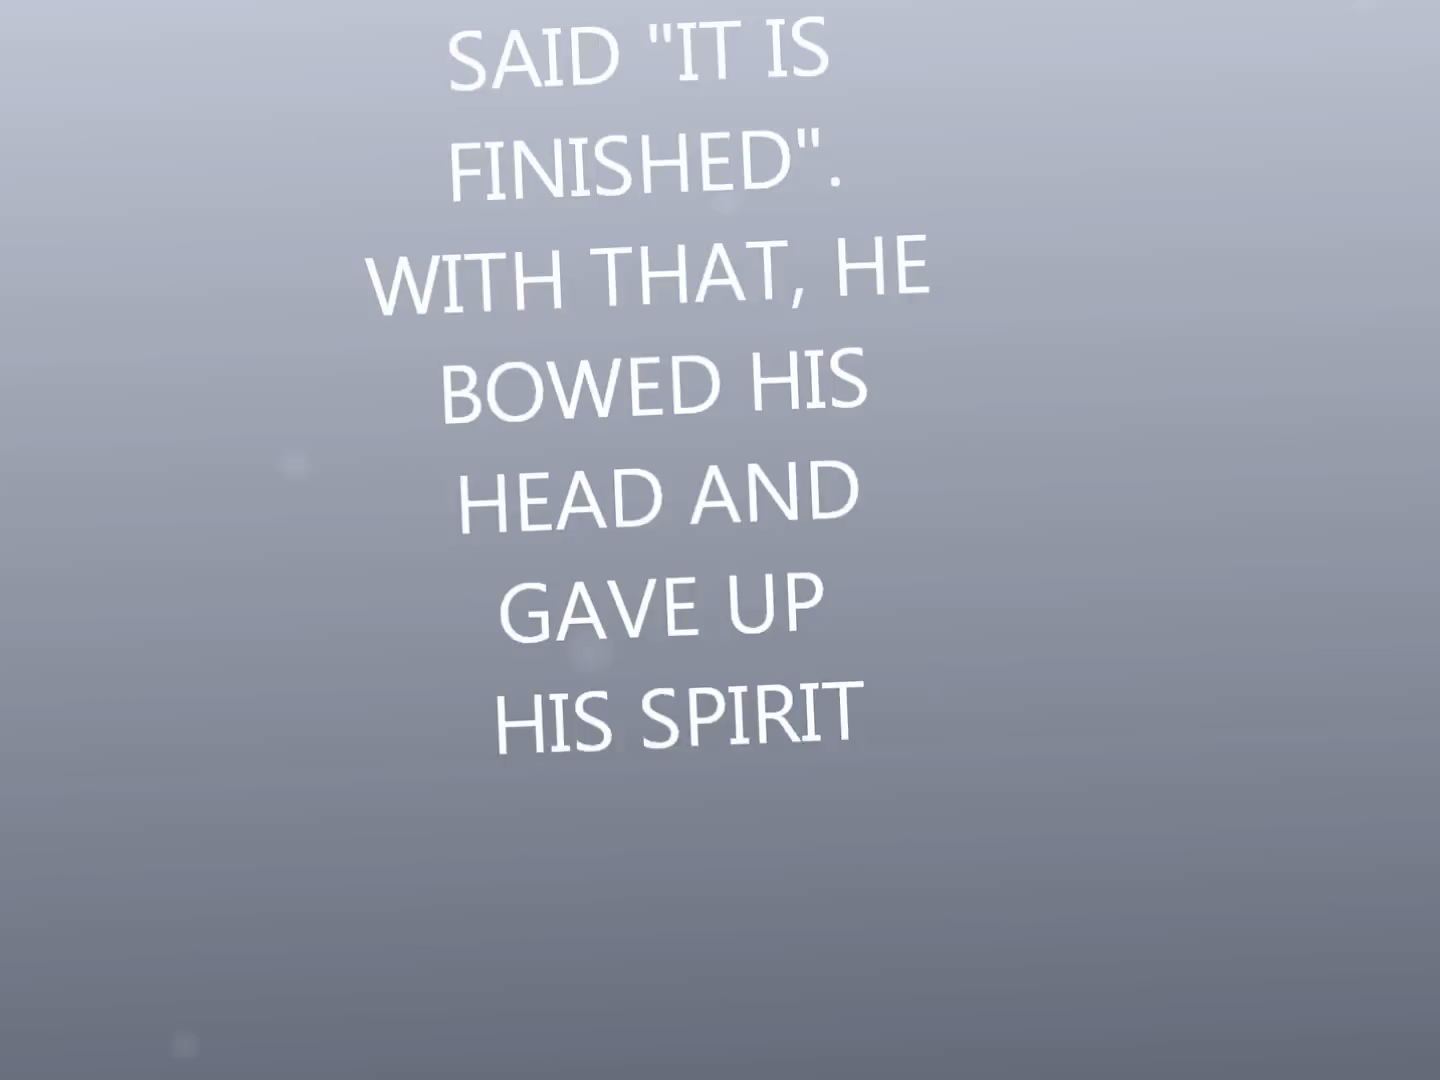 SAID "IT IS
FINISHED".
WITH THAT, HE
BOWED HIS
HEAD AND
GAVE UP
HIS SPIRIT